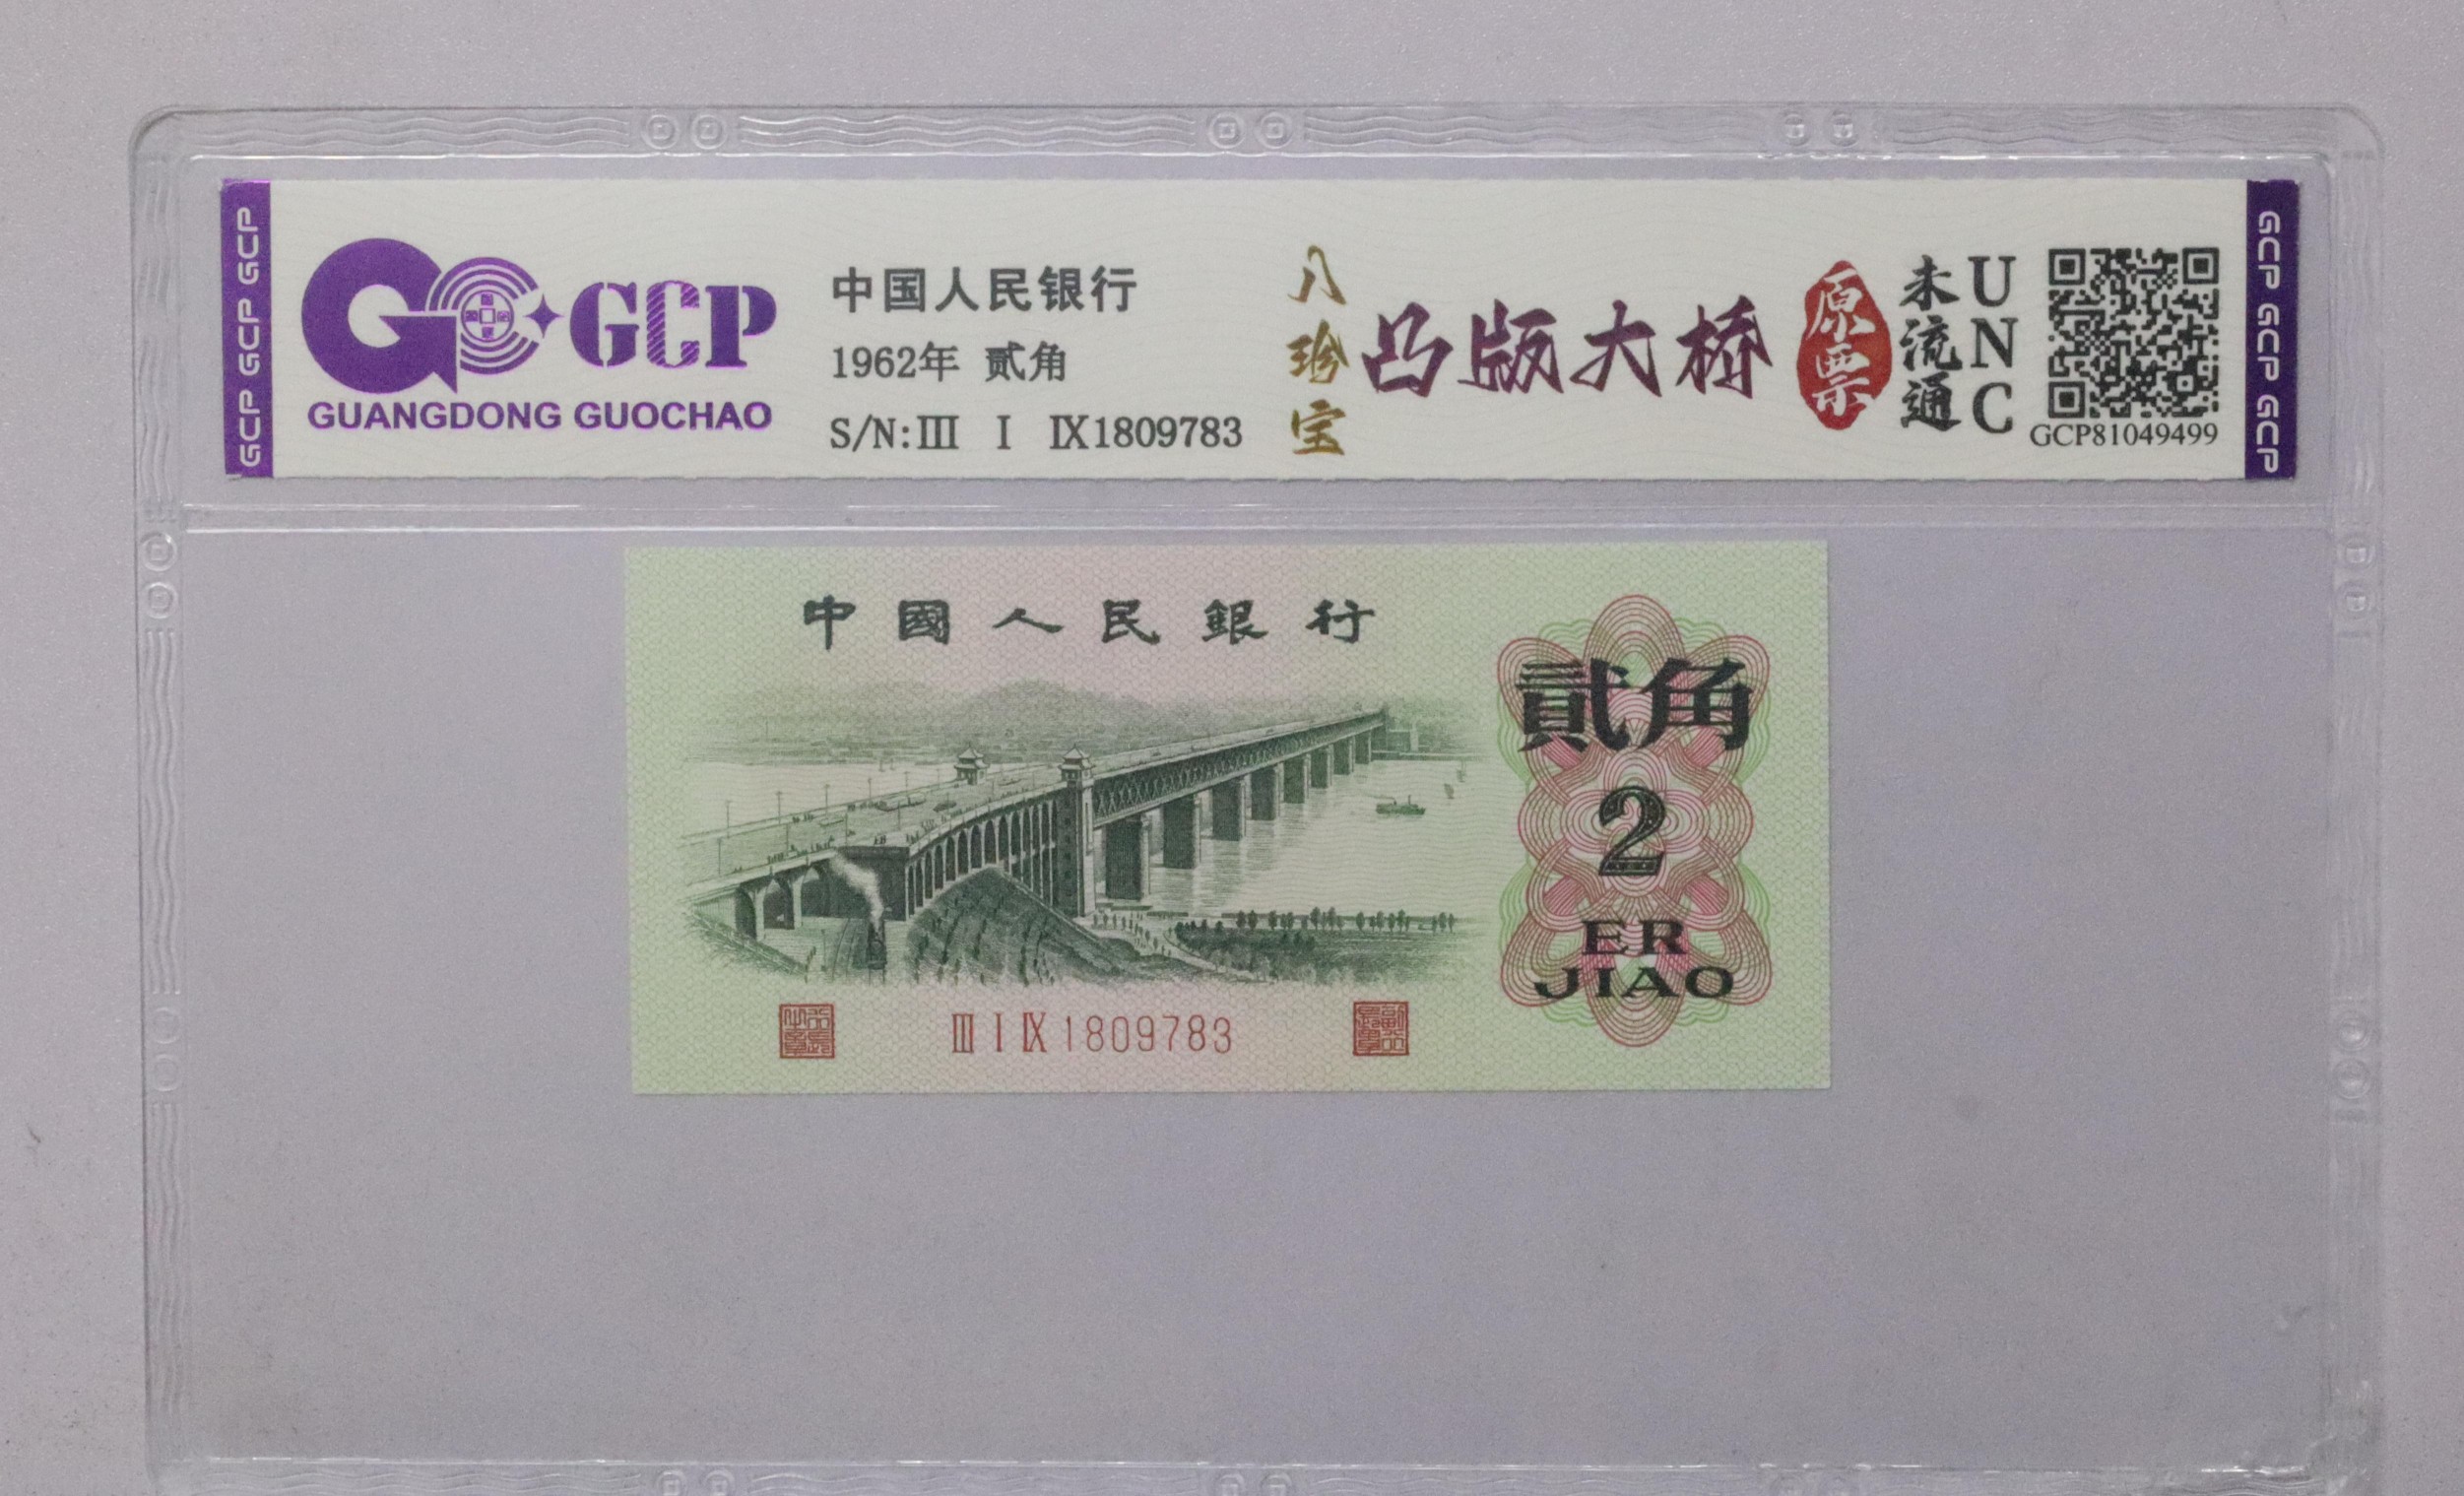 GCP GCP GCP
GCP
GUANGDONG GUOCHAO
中国人民银行
1962年 贰角
S/N:Ⅲ Ⅰ Ⅸ1809783
八珍宝
凸版大桥
原票
未流通
UNC
GCP81049499
GCP GCP GCP
中國人民銀行
貳角
2
ER
JIAO
Ⅲ Ⅰ Ⅸ 1809783